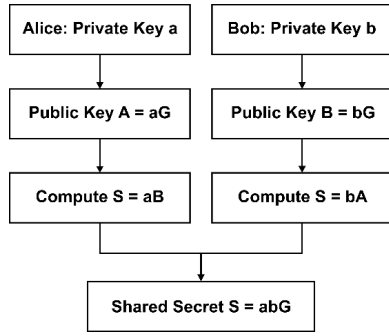 Alice: Private Key a
Bob: Private Key b
Public Key A = aG
Public Key B = bG
Compute S = aB
Compute S = bA
Shared Secret S = abG